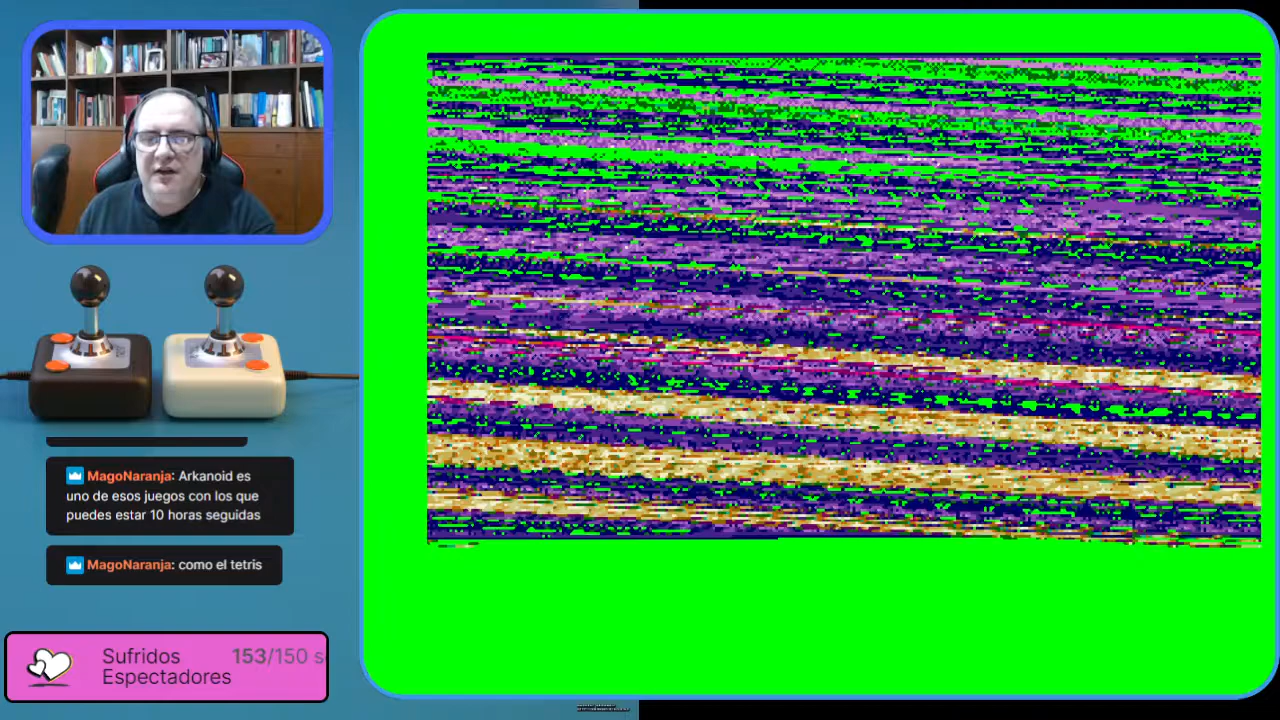 MagoNaranja: Arkanoid es
uno de esos juegos con los que
puedes estar 10 horas seguidas
MagoNaranja: como el tetris
Sufridos 153/150 s
Espectadores